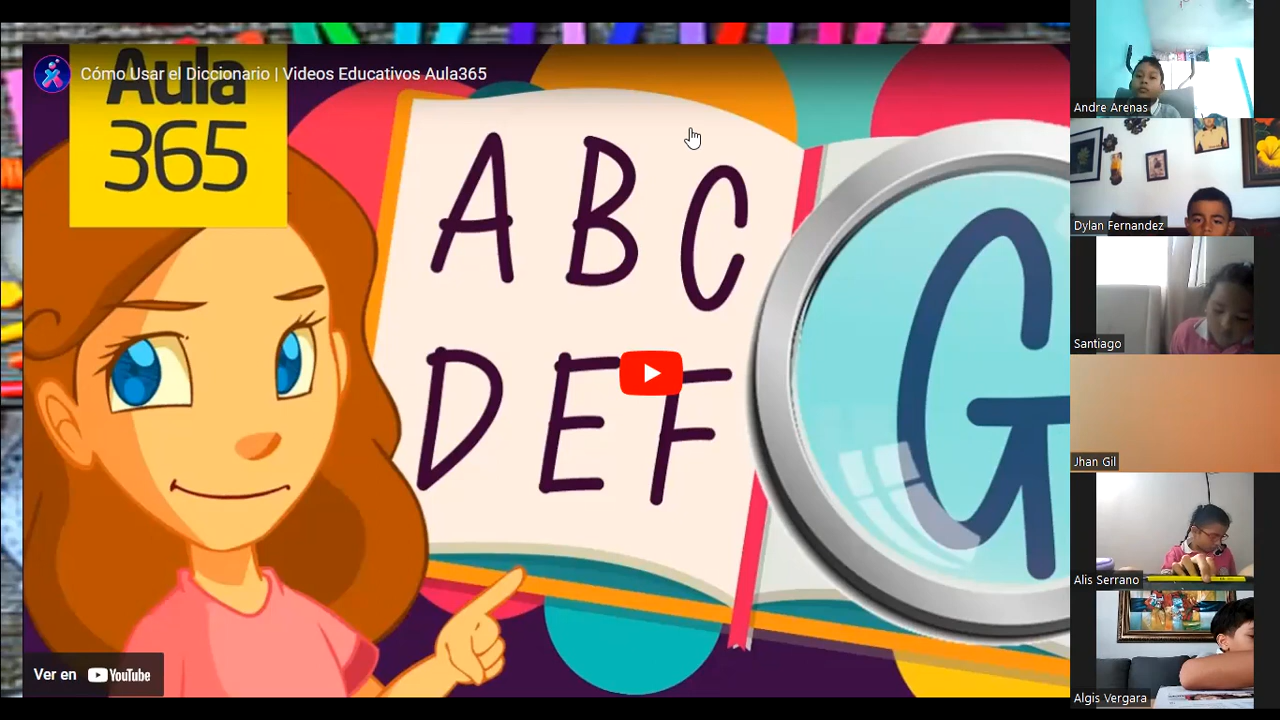 Cómo Usar el Diccionario | Videos Educativos Aula365
Aula
365
A B C
D E F
G
Ver en YouTube
Andre Arenas
Dylan Fernandez
Santiago
Jhan Gil
Alis Serrano
Algis Vergara